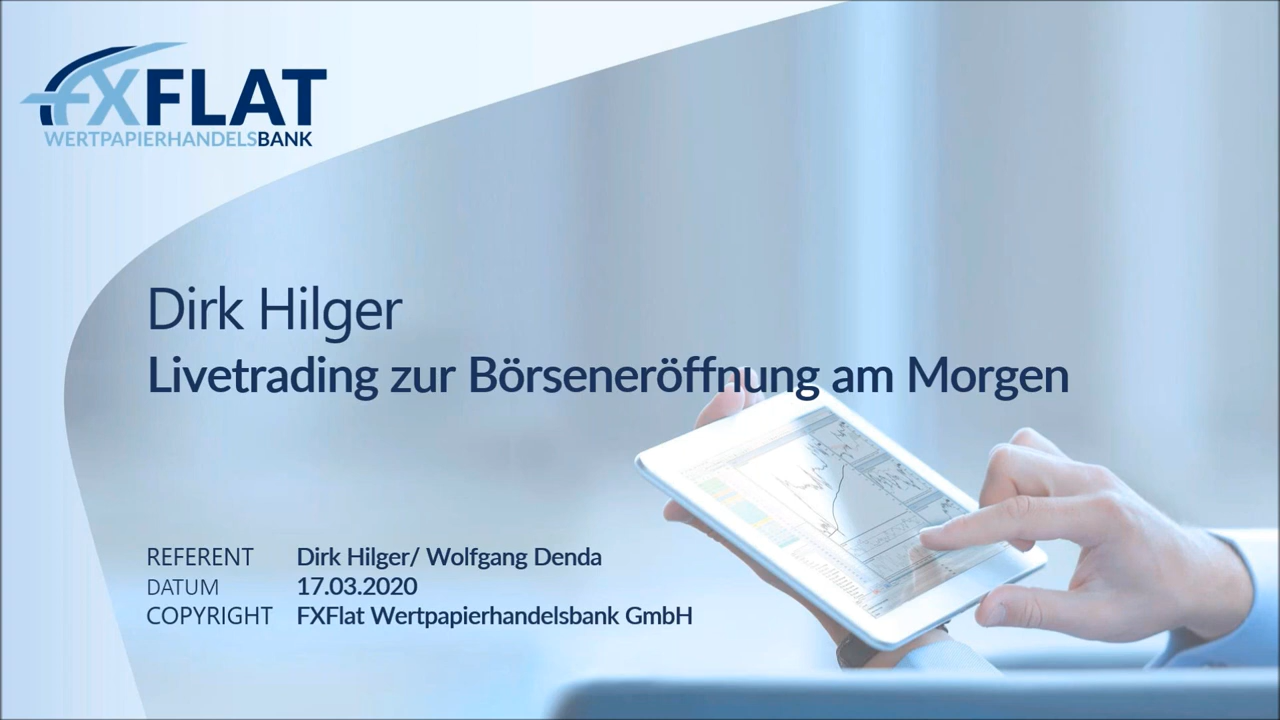 FXFLAT
WERTPAPIERHANDELSBANK
Dirk Hilger
Livetrading zur Börseneröffnung am Morgen
REFERENT Dirk Hilger/ Wolfgang Denda
DATUM 17.03.2020
COPYRIGHT FXFlat Wertpapierhandelsbank GmbH